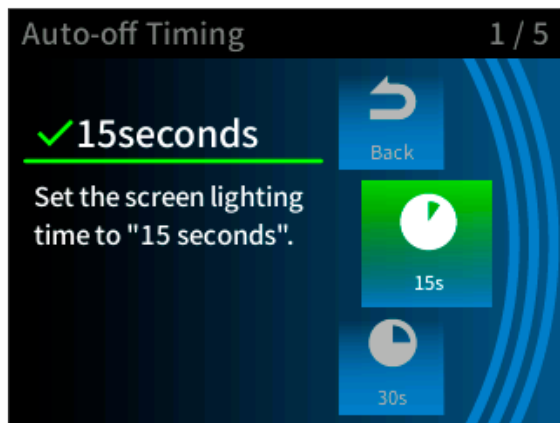 Auto-off Timing 1 / 5
15seconds
Back
Set the screen lighting
time to "15 seconds".
15s
30s